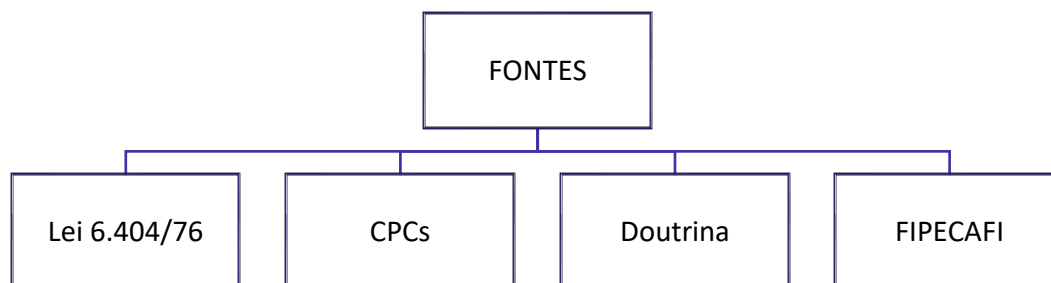 FONTES
Lei 6.404/76
CPCs
Doutrina
FIPECAFI